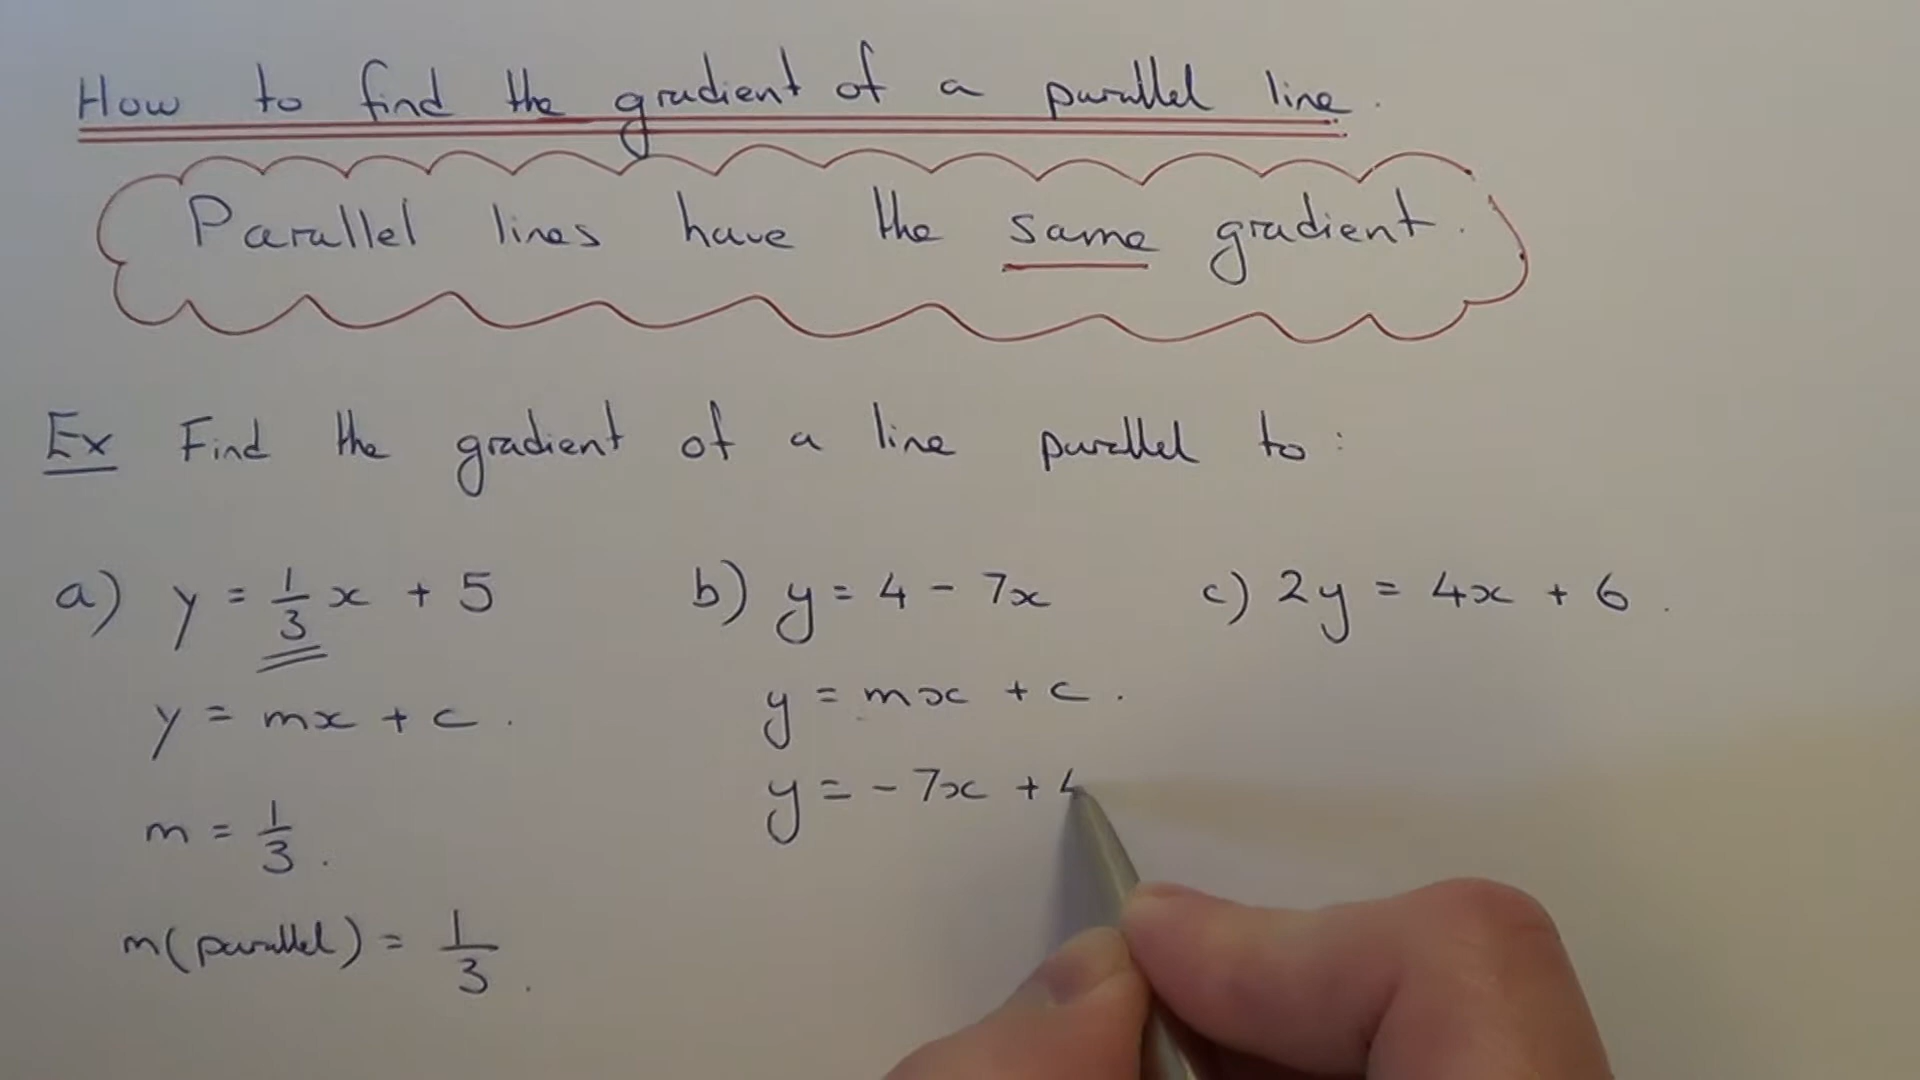 How to find the gradient of a parallel line.
Parallel lines have the same gradient.
Ex Find the gradient of a line parallel to:
a) y = 1/3 x + 5
b) y = 4 - 7x
c) 2y = 4x + 6.
y = mx + c.
y = mx + c.
y = - 7x + 4
m = 1/3.
m(parallel) = 1/3.